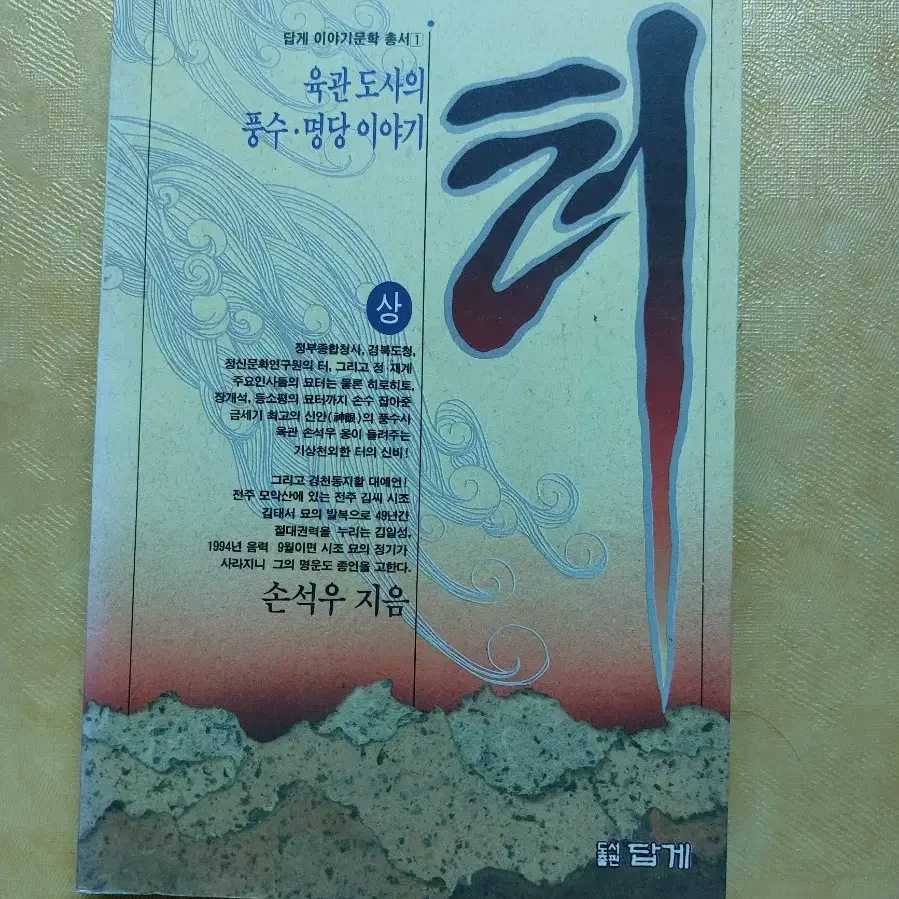 답게 이야기문학 총서 1
육관 도사의
풍수·명당 이야기
터
상
정부종합청사, 경북도청,
정신문화연구원의 터, 그리고 정·재계
주요인사들의 묘터는 물론 히로히트,
장개석, 등소평의 묘터까지 손수 잡아준
금세기 최고의 신안(神眼)의 풍수사
육관 손석우 옹이 들려주는
기상천외한 터의 신비!
그리고 경천동지할 대예언!
전주 모악산에 있는 전주 김씨 시조
김태서 묘의 발복으로 49년간
절대권력을 누리는 김일성,
1994년 음력 9월이면 시조 묘의 정기가
사라지니 그의 명운도 종언을 고한다.
손석우 지음
도서출판 답게